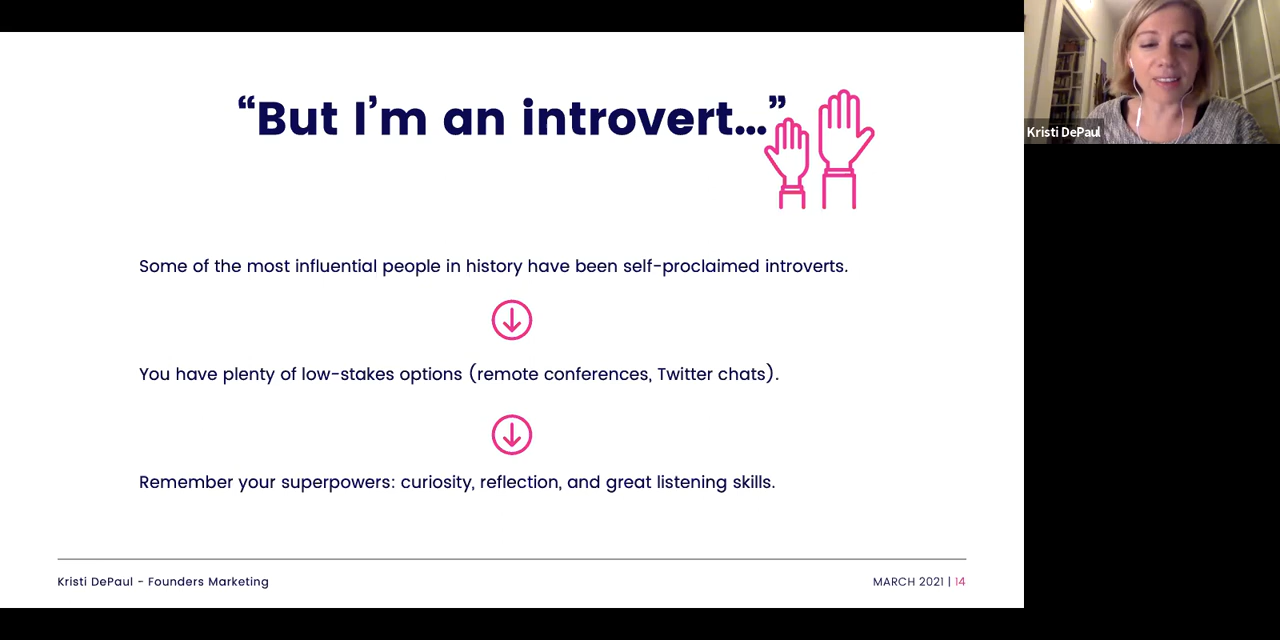 “But I’m an introvert...”
Some of the most influential people in history have been self-proclaimed introverts.
You have plenty of low-stakes options (remote conferences, Twitter chats).
Remember your superpowers: curiosity, reflection, and great listening skills.
Kristi DePaul - Founders Marketing
MARCH 2021 | 14
Kristi DePaul